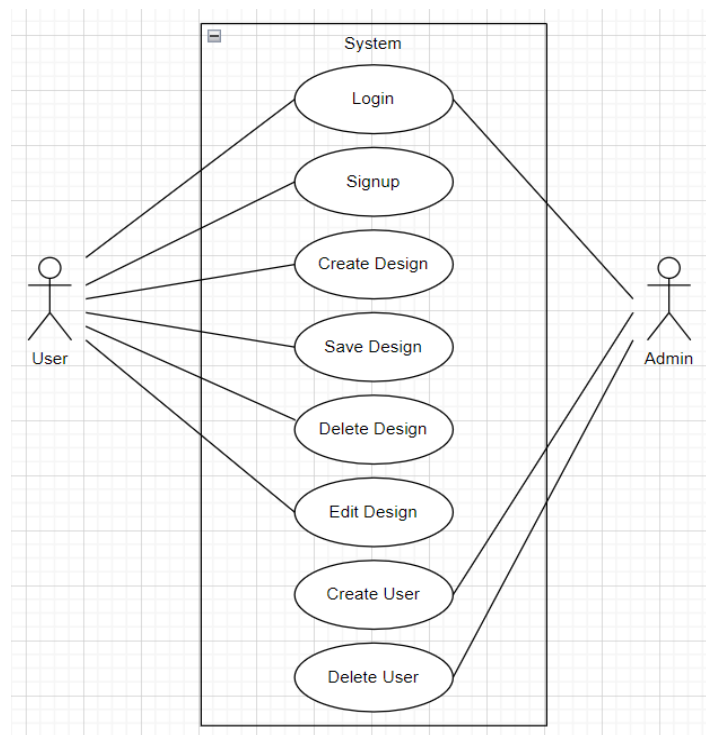 System
Login
Signup
Create Design
Save Design
User
Admin
Delete Design
Edit Design
Create User
Delete User